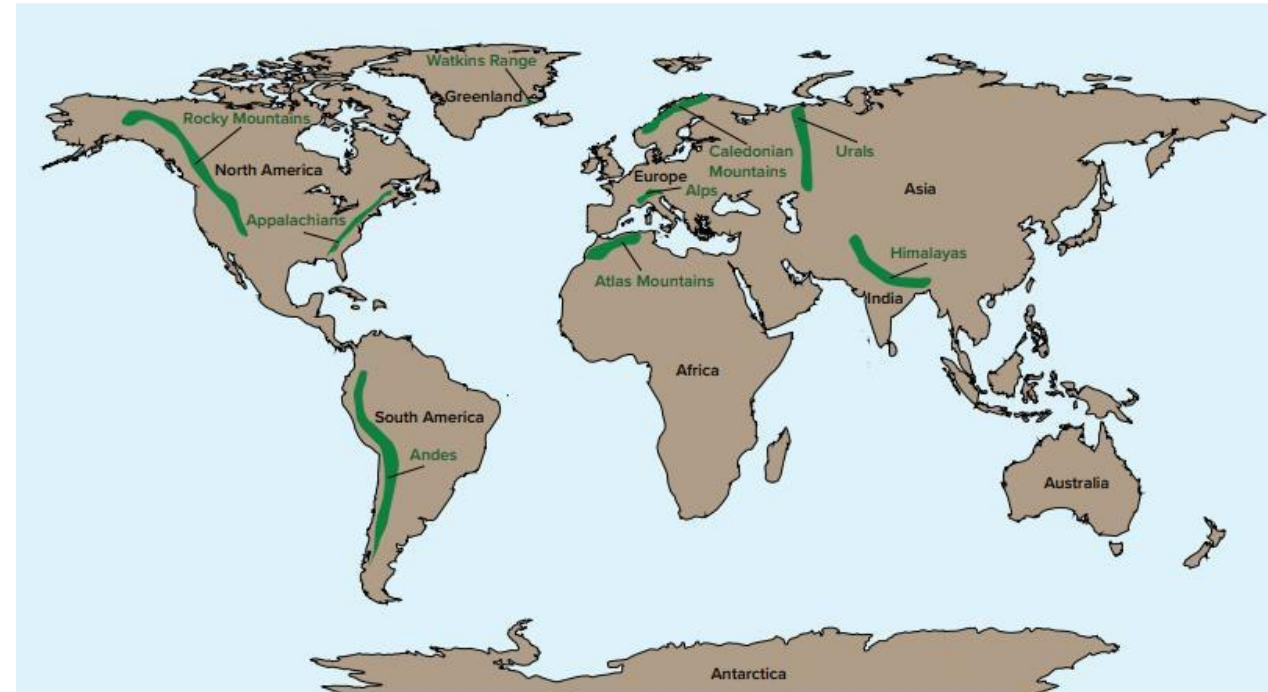 Watkins Range
Greenland
Rocky Mountains
North America
Caledonian
Mountains
Urals
Europe
Alps
Asia
Appalachians
Himalayas
Atlas Mountains
India
Africa
South America
Andes
Australia
Antarctica